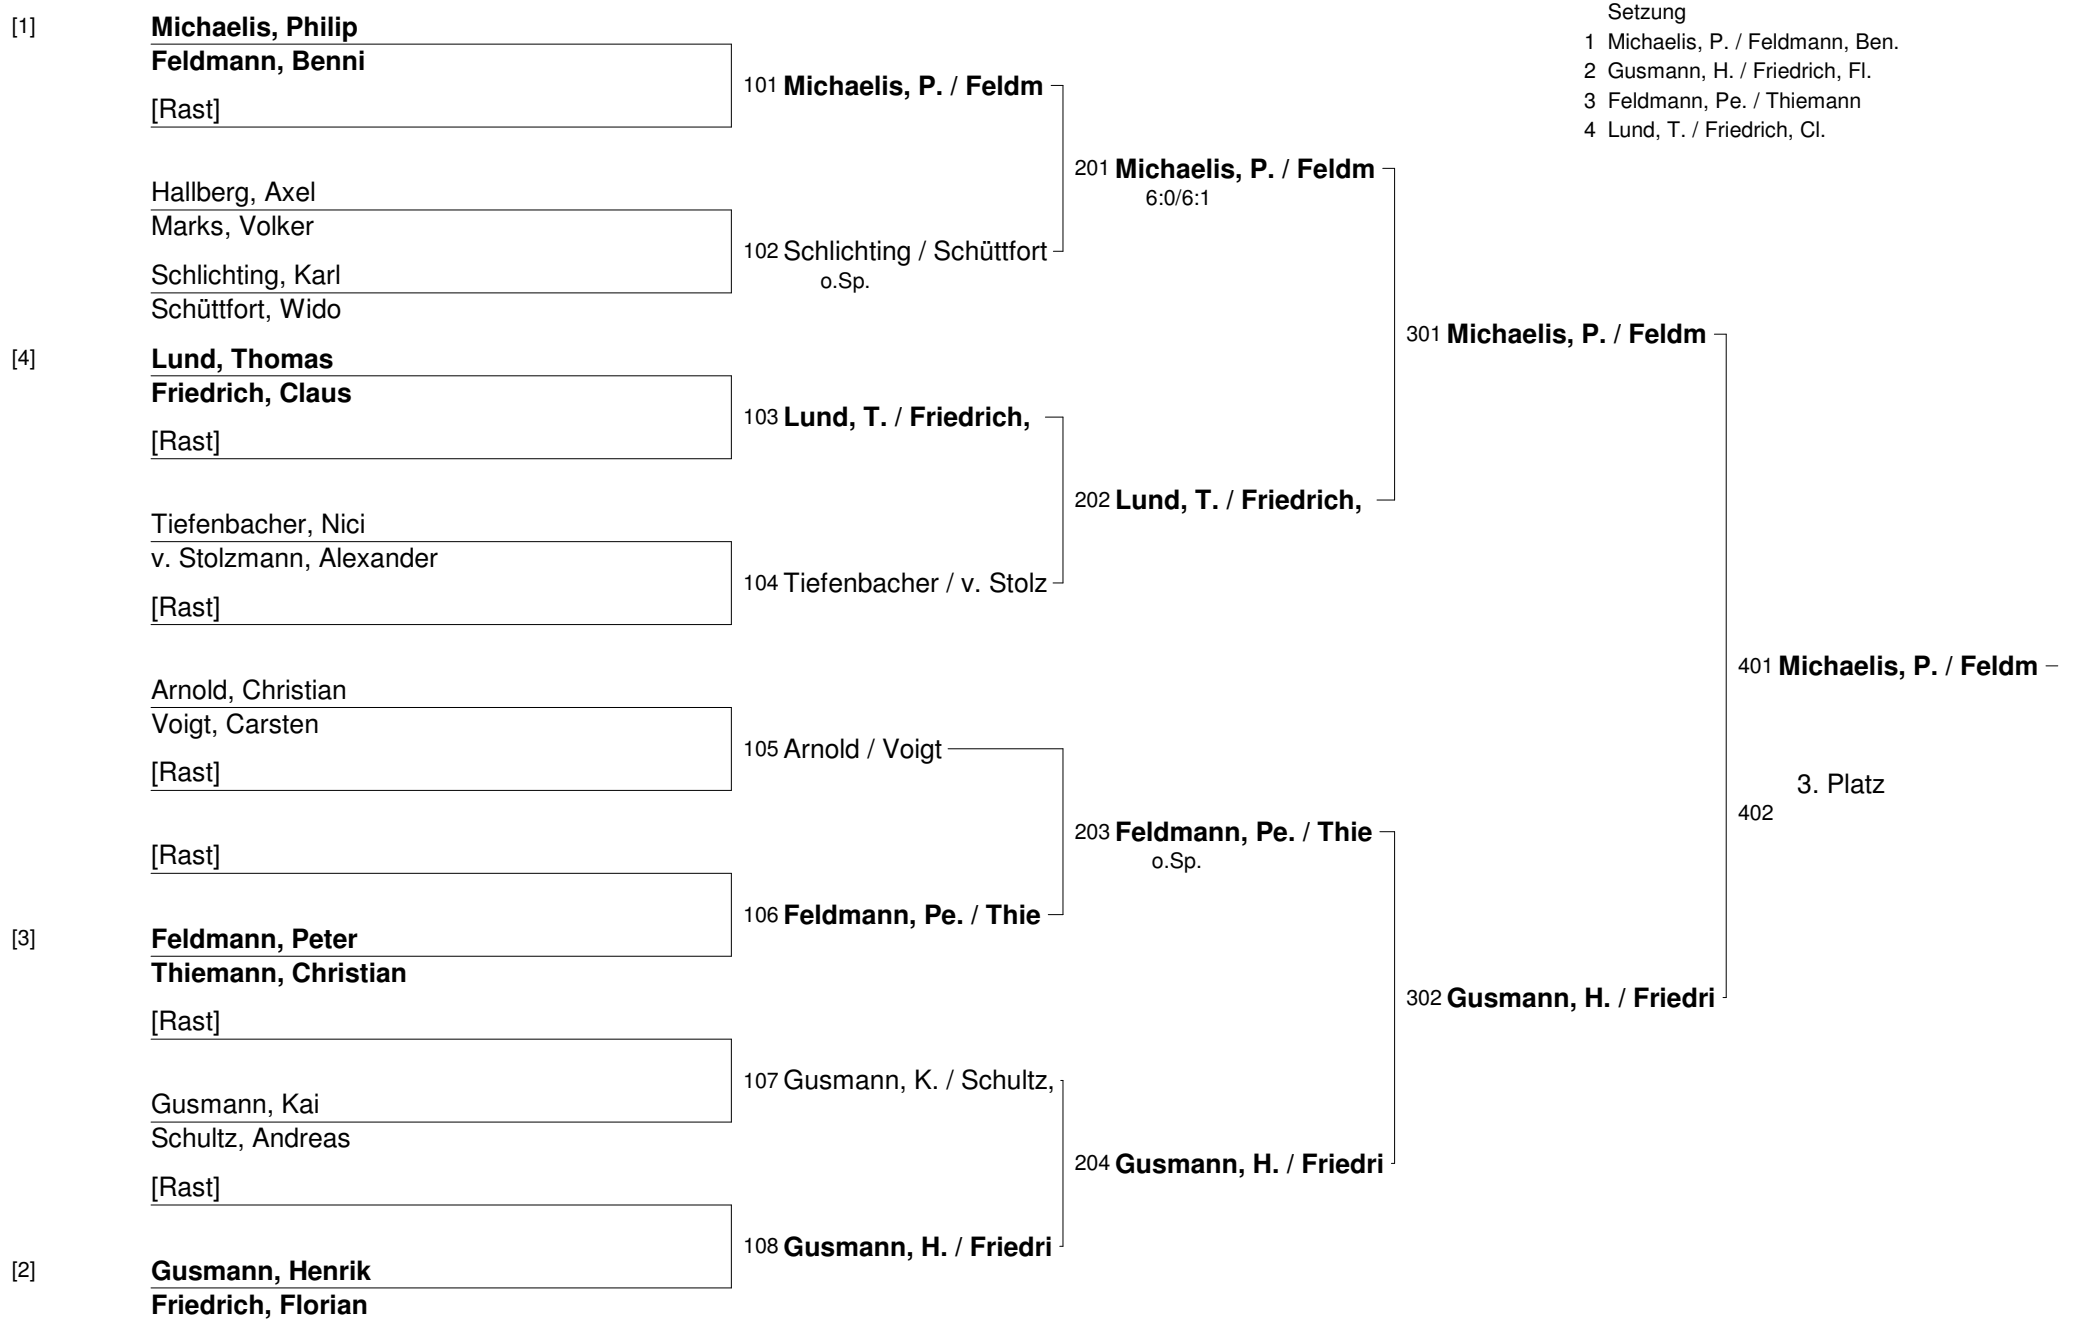 Setzung
1 Michaelis, P. / Feldmann, Ben.
2 Gusmann, H. / Friedrich, Fl.
3 Feldmann, Pe. / Thiemann
4 Lund, T. / Friedrich, Cl.
[1] Michaelis, Philip
Feldmann, Benni
[Rast]
Hallberg, Axel
Marks, Volker
Schlichting, Karl
Schüttfort, Wido
[4] Lund, Thomas
Friedrich, Claus
[Rast]
Tiefenbacher, Nici
v. Stolzmann, Alexander
[Rast]
Arnold, Christian
Voigt, Carsten
[Rast]
[Rast]
[3] Feldmann, Peter
Thiemann, Christian
[Rast]
Gusmann, Kai
Schultz, Andreas
[Rast]
[2] Gusmann, Henrik
Friedrich, Florian
101 Michaelis, P. / Feldm
102 Schlichting / Schüttfort
o.Sp.
103 Lund, T. / Friedrich,
104 Tiefenbacher / v. Stolz
105 Arnold / Voigt
106 Feldmann, Pe. / Thie
107 Gusmann, K. / Schultz,
108 Gusmann, H. / Friedri
201 Michaelis, P. / Feldm
6:0/6:1
202 Lund, T. / Friedrich,
203 Feldmann, Pe. / Thie
o.Sp.
204 Gusmann, H. / Friedri
301 Michaelis, P. / Feldm
302 Gusmann, H. / Friedri
401 Michaelis, P. / Feldm
3. Platz
402